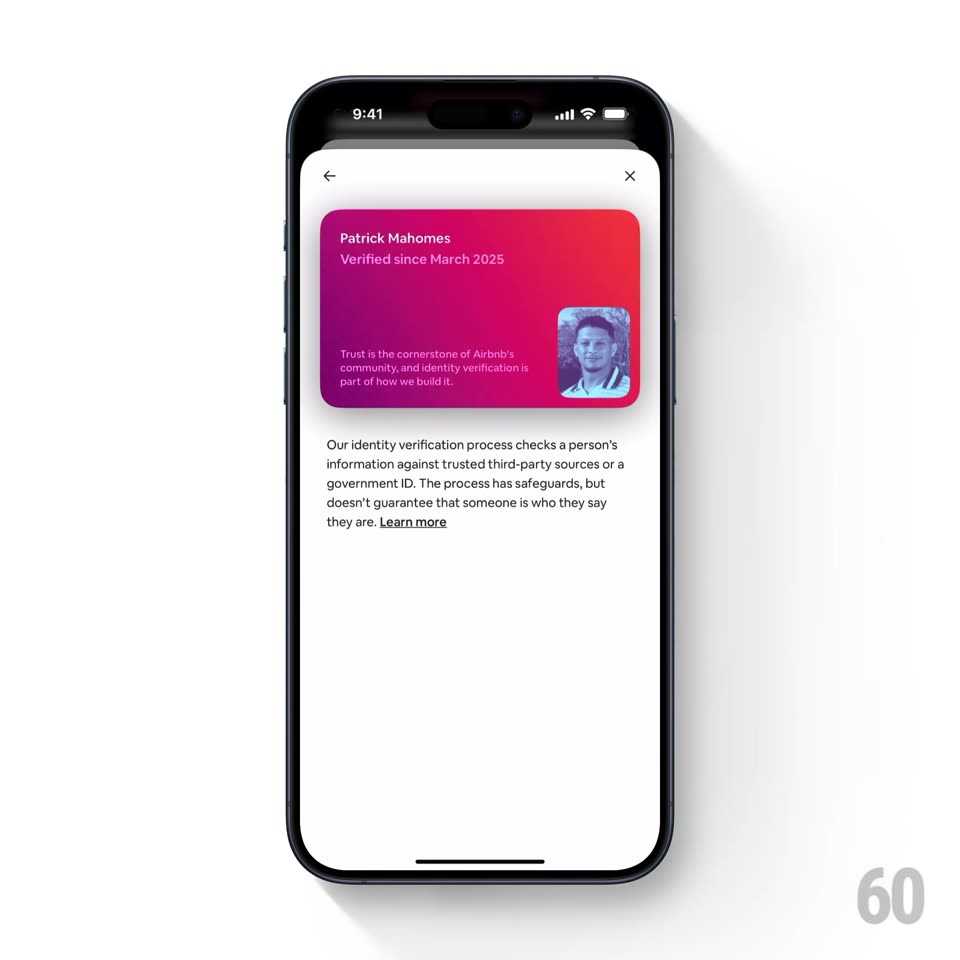 9:41
Patrick Mahomes
Verified since March 2025
Trust is the cornerstone of Airbnb's
community, and identity verification is
part of how we build it.
Our identity verification process checks a person's
information against trusted third-party sources or a
government ID. The process has safeguards, but
doesn't guarantee that someone is who they say
they are. Learn more
60